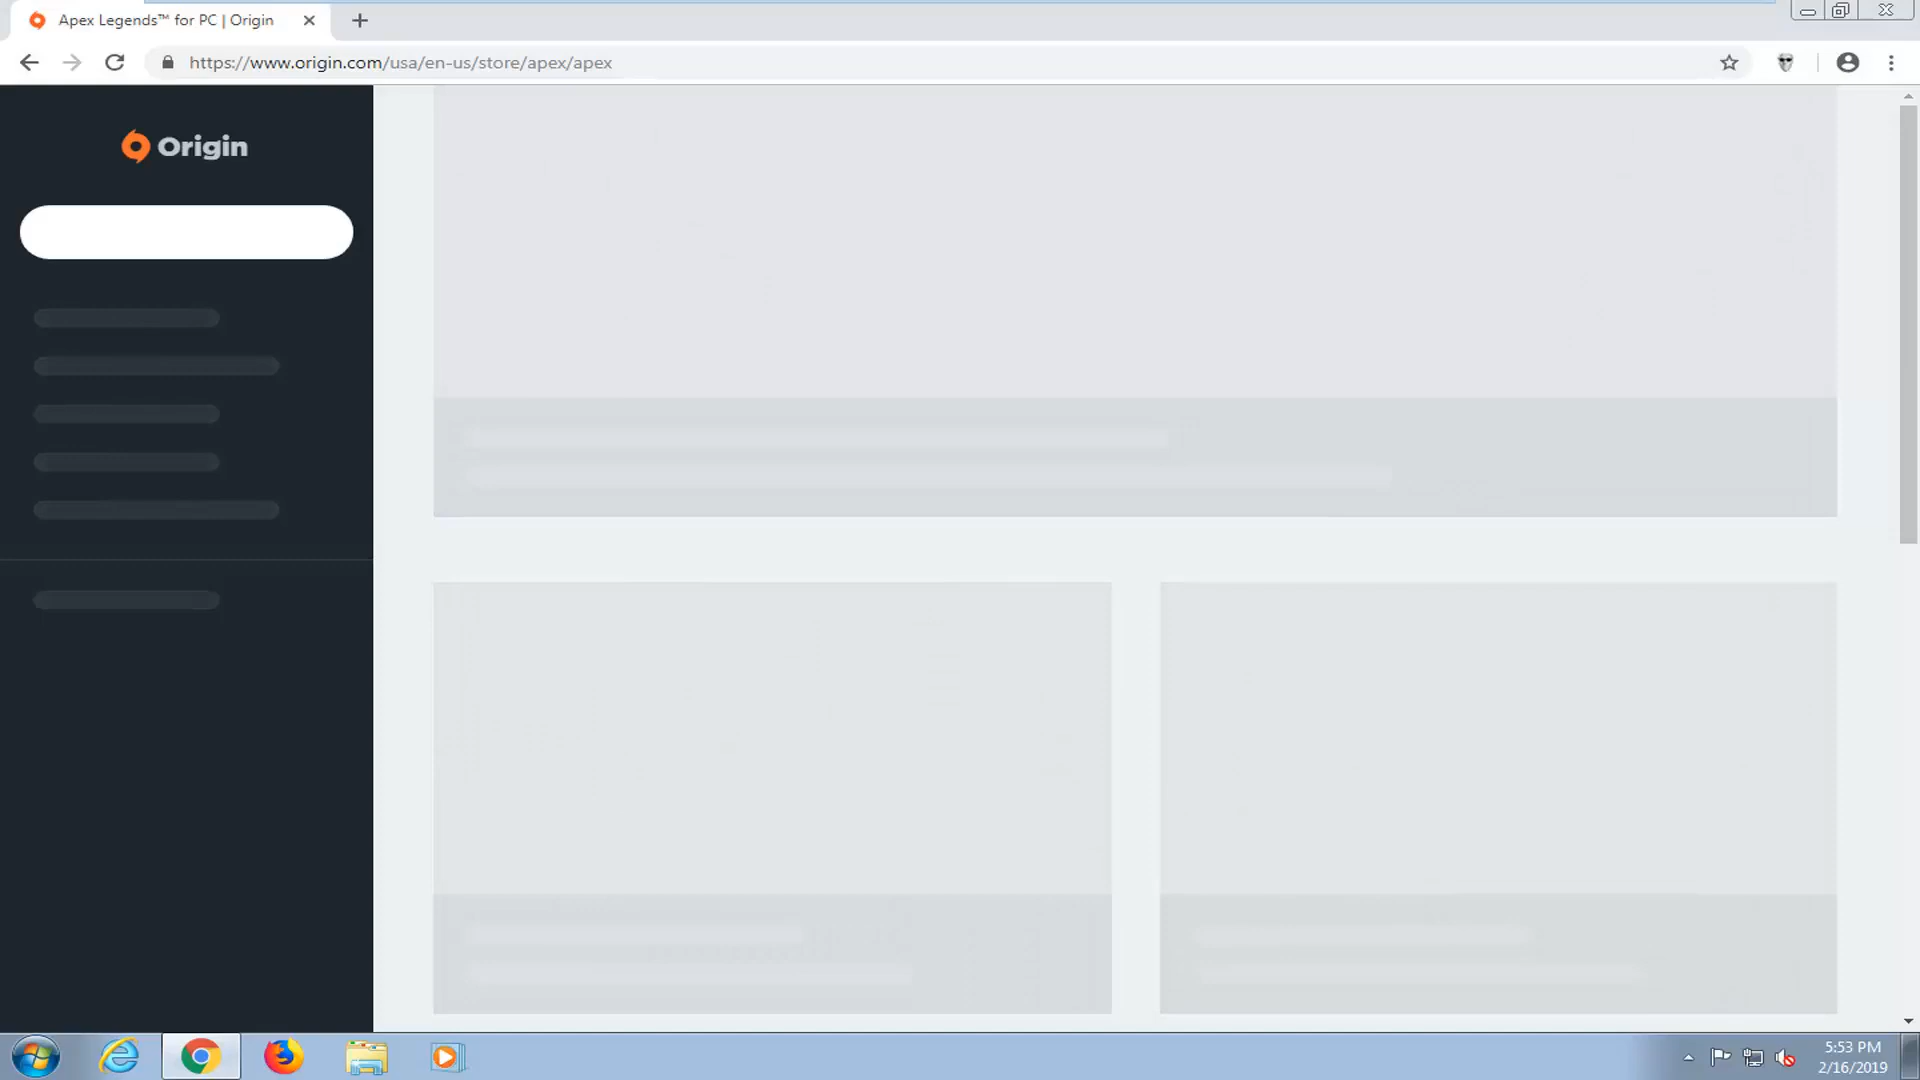 Apex Legends™ for PC | Origin
https://www.origin.com/usa/en-us/store/apex/apex
Origin
5:53 PM
2/16/2019